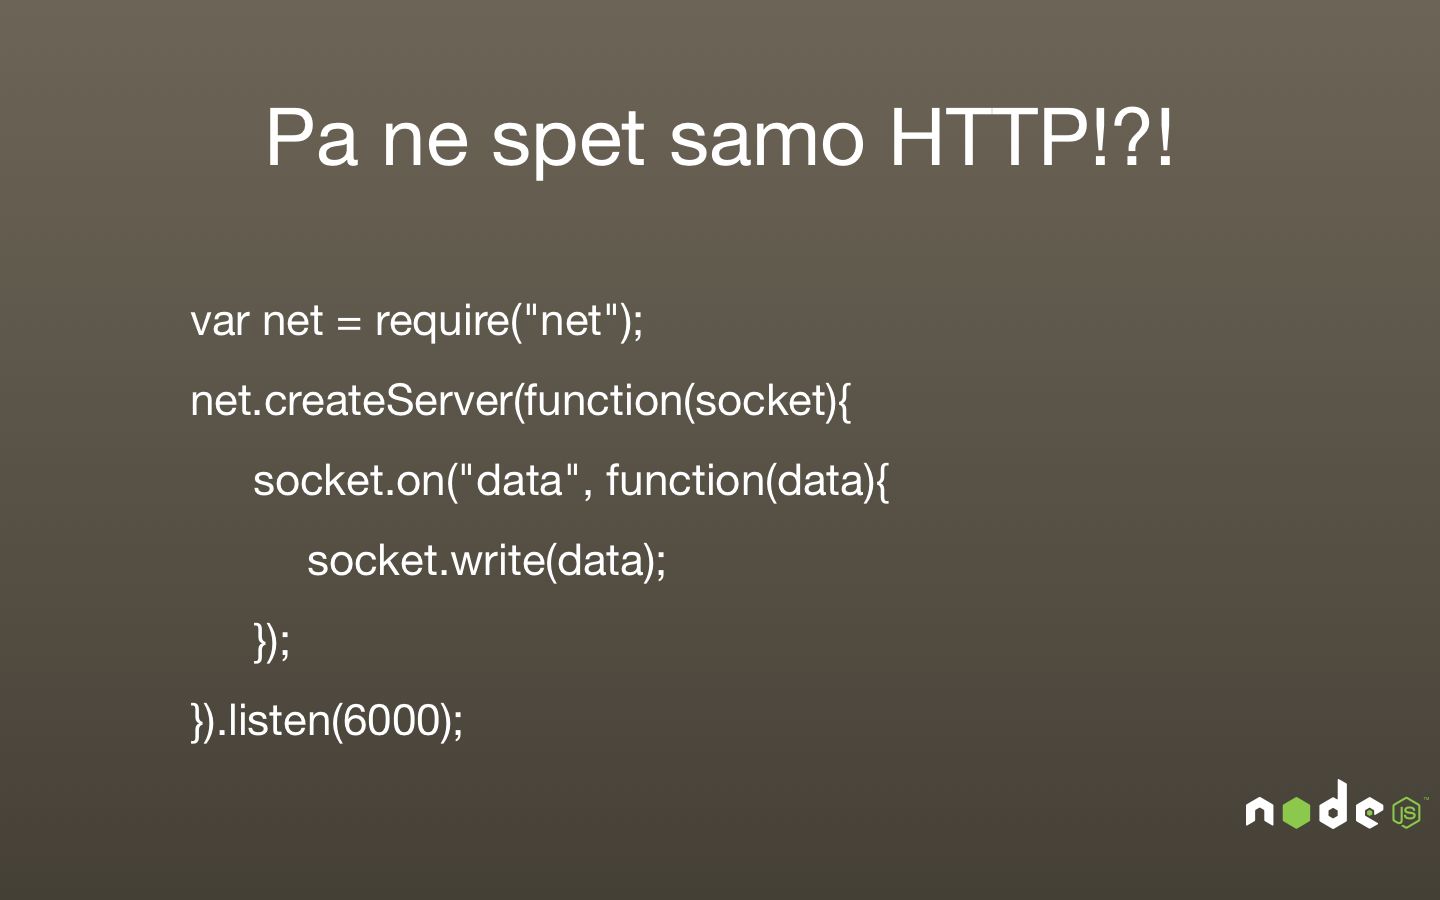 Pa ne spet samo HTTP!?!
var net = require("net");
net.createServer(function(socket){
socket.on("data", function(data){
socket.write(data);
});
}).listen(6000);
node JS™